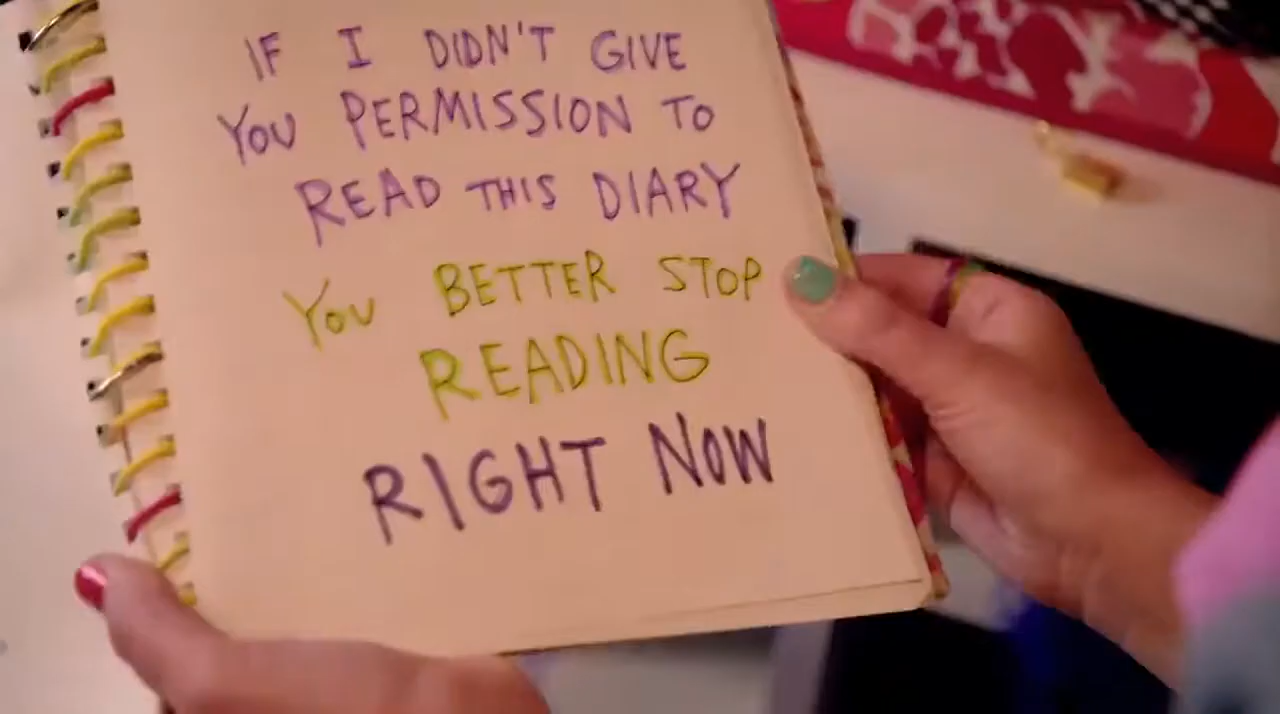 IF I DIDN'T GIVE
YOU PERMISSION TO
READ THIS DIARY
YOU BETTER STOP
READING
RIGHT NOW